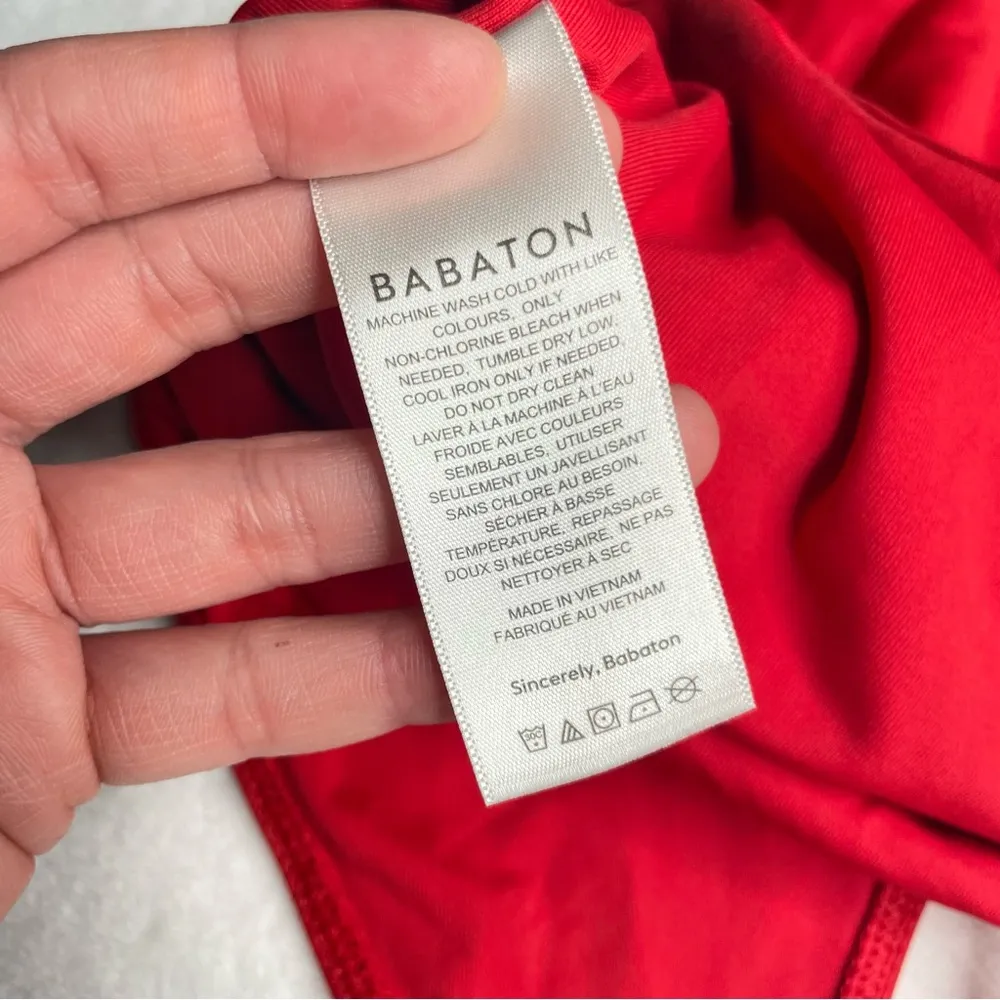 BABATON
MACHINE WASH COLD WITH LIKE
COLOURS, ONLY
NON-CHLORINE BLEACH WHEN
NEEDED, TUMBLE DRY LOW,
COOL IRON ONLY IF NEEDED
DO NOT DRY CLEAN
LAVER À LA MACHINE À L'EAU
FROIDE AVEC COULEURS
SEMBLABLES, UTILISER
SEULEMENT UN JAVELLISANT
SANS CHLORE AU BESOIN,
SÉCHER À BASSE
TEMPÉRATURE, REPASSAGE
DOUX SI NÉCESSAIRE, NE PAS
NETTOYER À SEC
MADE IN VIETNAM
FABRIQUÉ AU VIETNAM
Sincerely, Babaton
30C